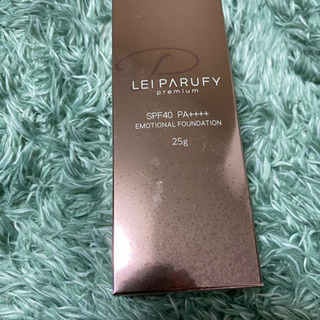 LEI PARUFY
premium
SPF40 PA++++
EMOTIONAL FOUNDATION
25g